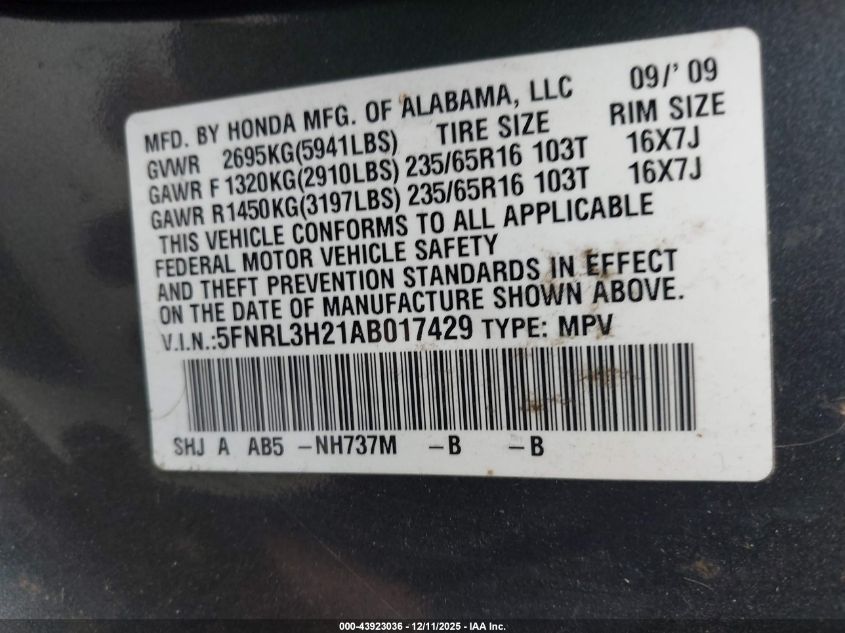 MFD. BY HONDA MFG. OF ALABAMA, LLC 09/' 09
GVWR 2695KG(5941LBS) TIRE SIZE RIM SIZE
GAWR F 1320KG(2910LBS) 235/65R16 103T 16X7J
GAWR R1450KG(3197LBS) 235/65R16 103T 16X7J
THIS VEHICLE CONFORMS TO ALL APPLICABLE
FEDERAL MOTOR VEHICLE SAFETY
AND THEFT PREVENTION STANDARDS IN EFFECT
ON THE DATE OF MANUFACTURE SHOWN ABOVE.
V.I.N.:5FNRL3H21AB017429 TYPE: MPV
SHJ A AB5 -NH737M -B -B
000-43923036 - 12/11/2025 - IAA Inc.